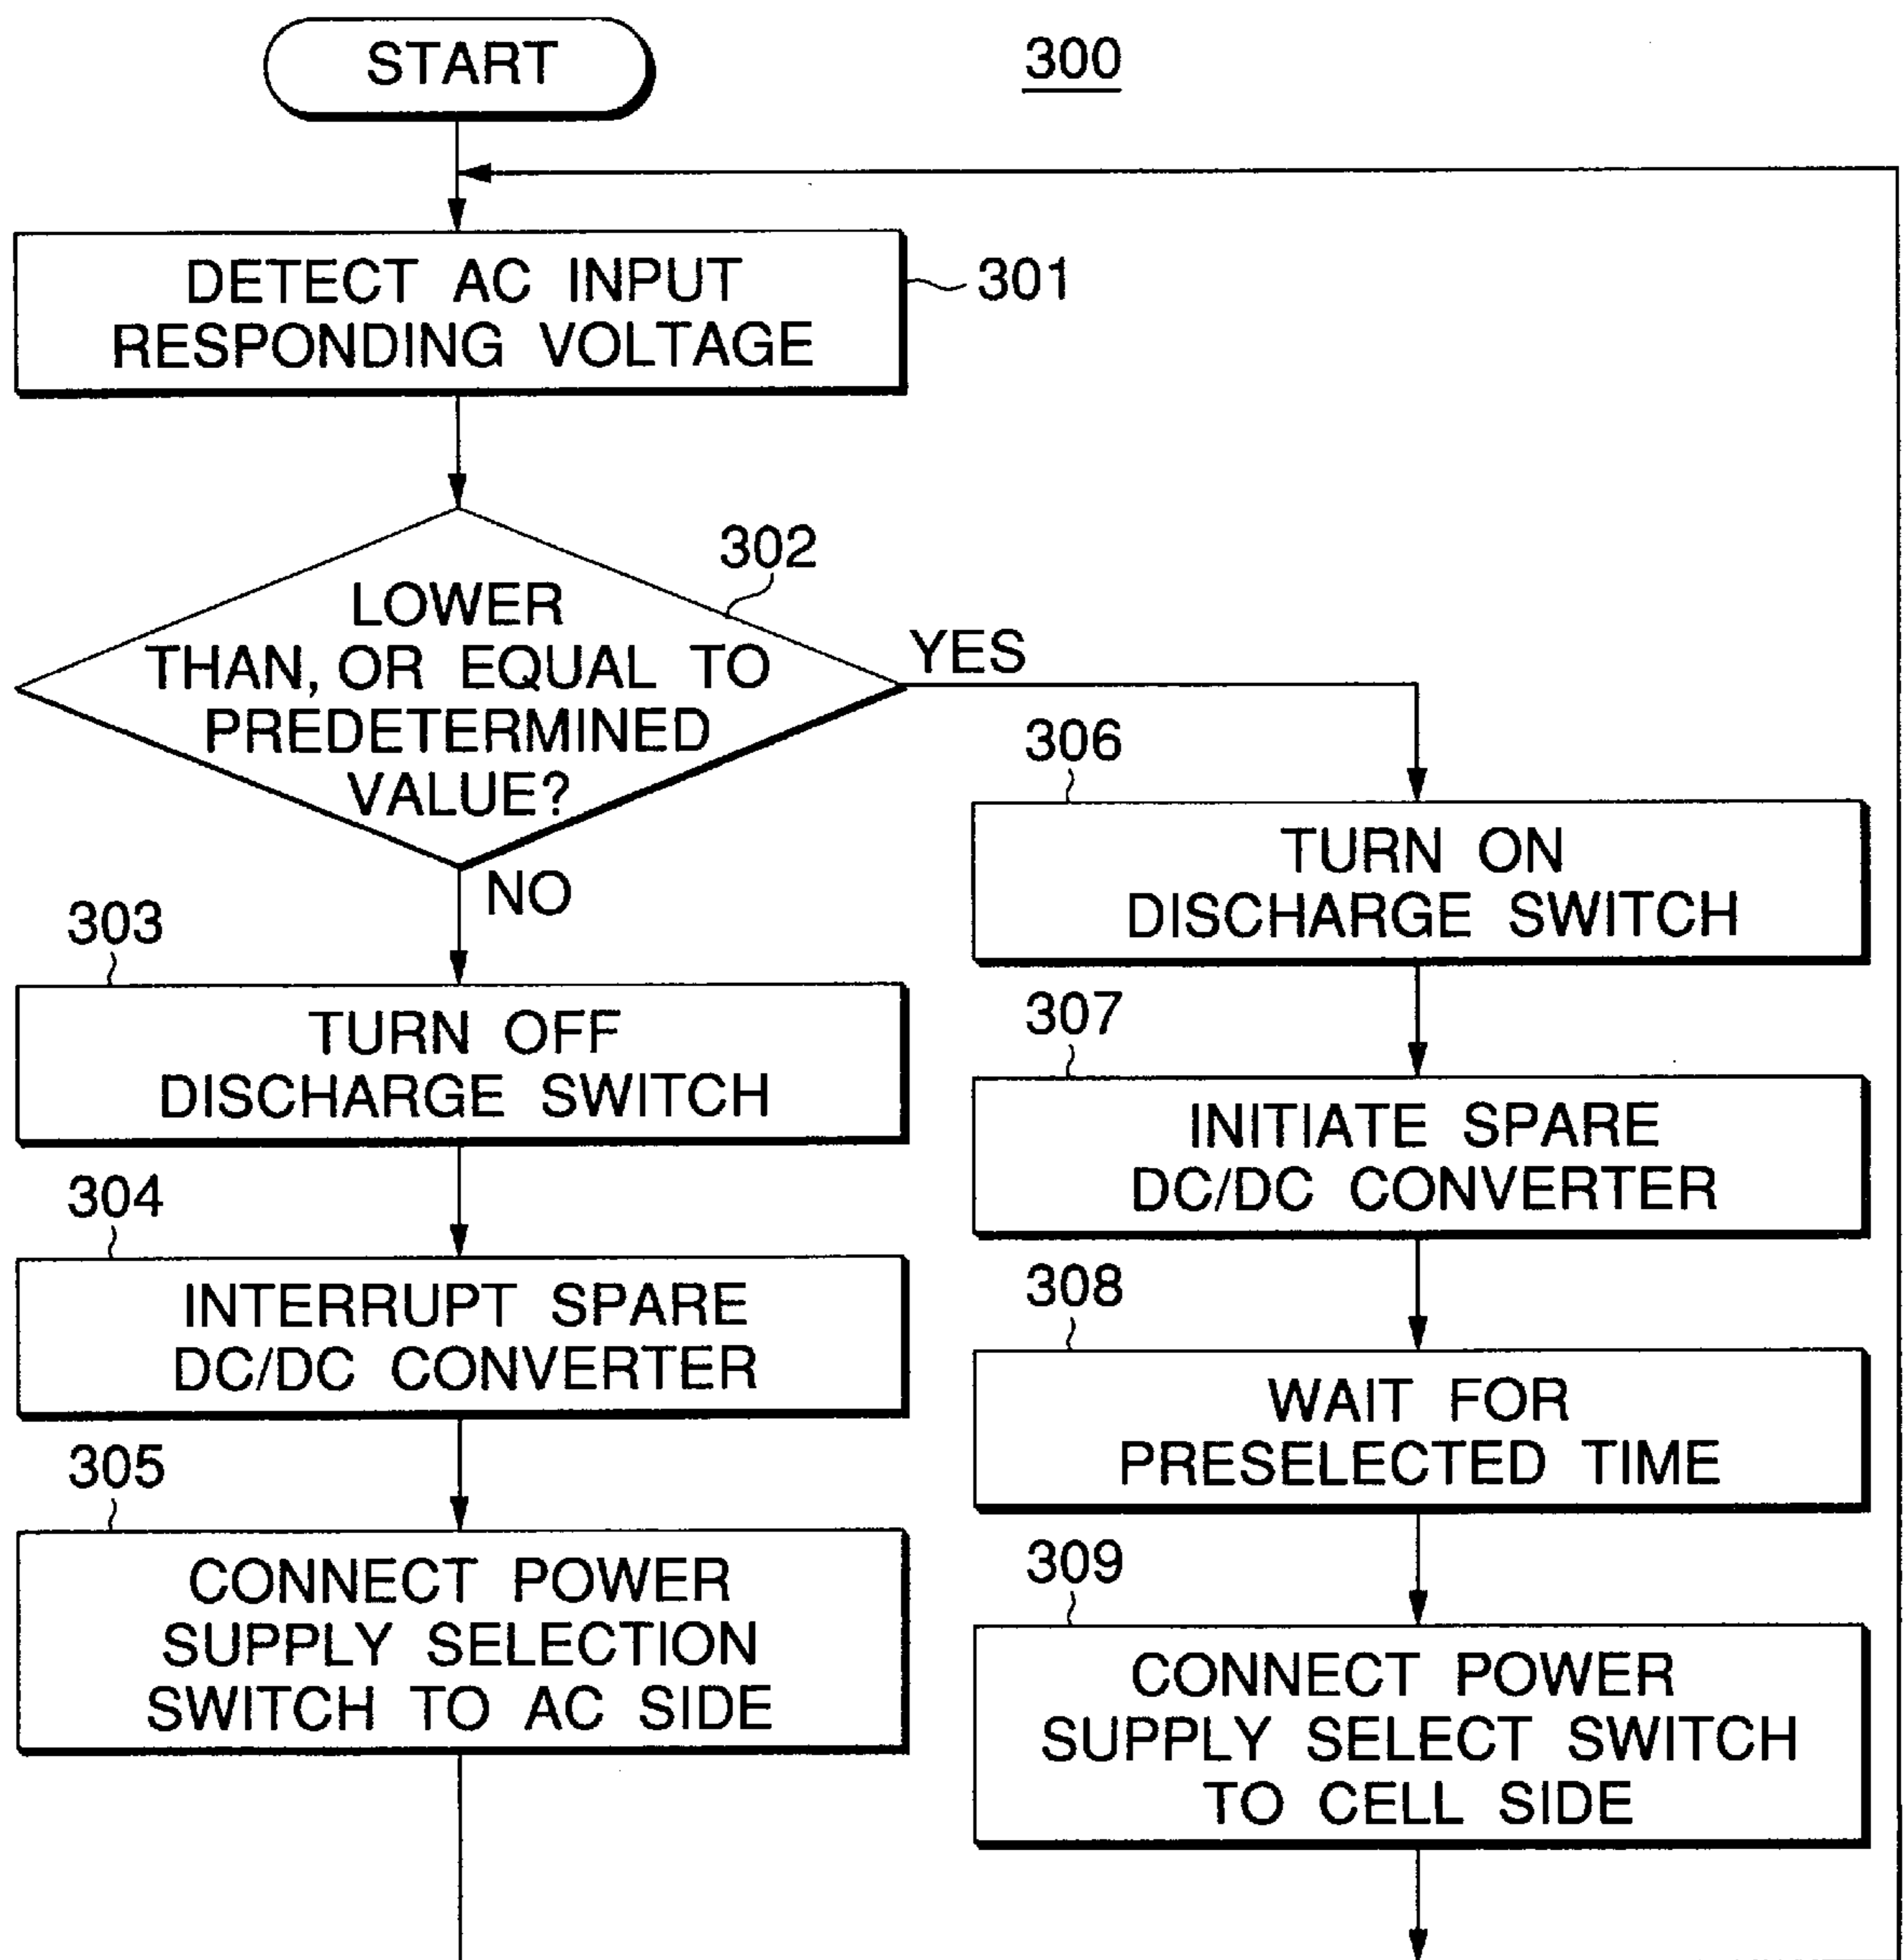 START
300
DETECT AC INPUT
RESPONDING VOLTAGE
301
302
LOWER
THAN, OR EQUAL TO
PREDETERMINED
VALUE?
YES
NO
303
TURN OFF
DISCHARGE SWITCH
304
INTERRUPT SPARE
DC/DC CONVERTER
305
CONNECT POWER
SUPPLY SELECTION
SWITCH TO AC SIDE
306
TURN ON
DISCHARGE SWITCH
307
INITIATE SPARE
DC/DC CONVERTER
308
WAIT FOR
PRESELECTED TIME
309
CONNECT POWER
SUPPLY SELECT SWITCH
TO CELL SIDE